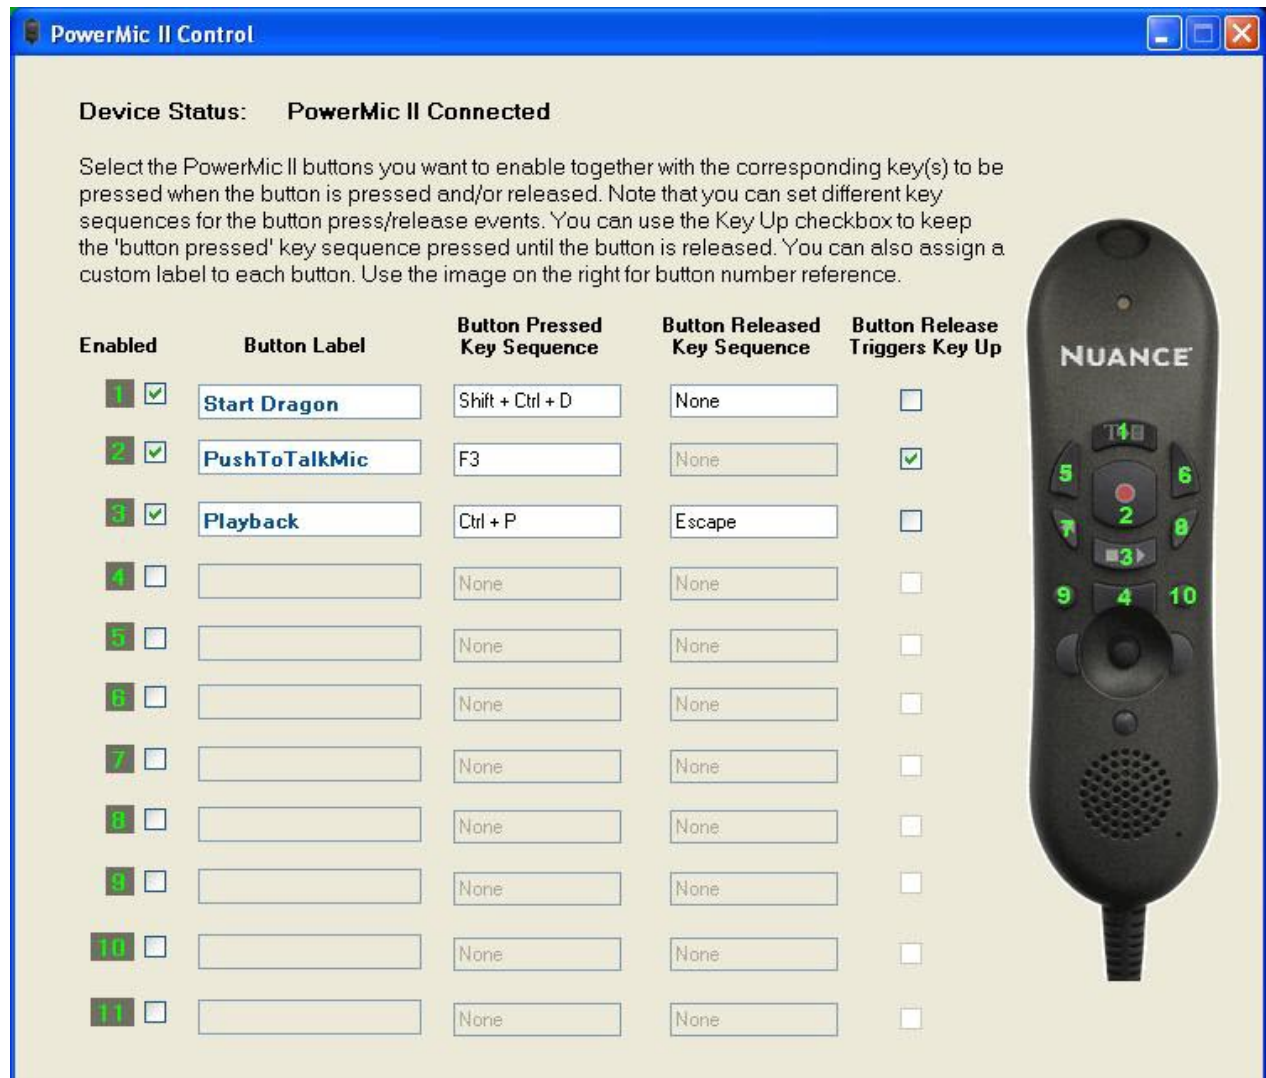 PowerMic II Control
Device Status: PowerMic II Connected
Select the PowerMic II buttons you want to enable together with the corresponding key(s) to be
pressed when the button is pressed and/or released. Note that you can set different key
sequences for the button press/release events. You can use the Key Up checkbox to keep
the 'button pressed' key sequence pressed until the button is released. You can also assign a
custom label to each button. Use the image on the right for button number reference.
Enabled Button Label Button Pressed Key Sequence Button Released Key Sequence Button Release Triggers Key Up
1 Start Dragon Shift + Ctrl + D None
2 PushToTalkMic F3 None
3 Playback Ctrl + P Escape
4 None None
5 None None
6 None None
7 None None
8 None None
9 None None
10 None None
11 None None
NUANCE
1
5 6
2
7 8
3
9 4 10